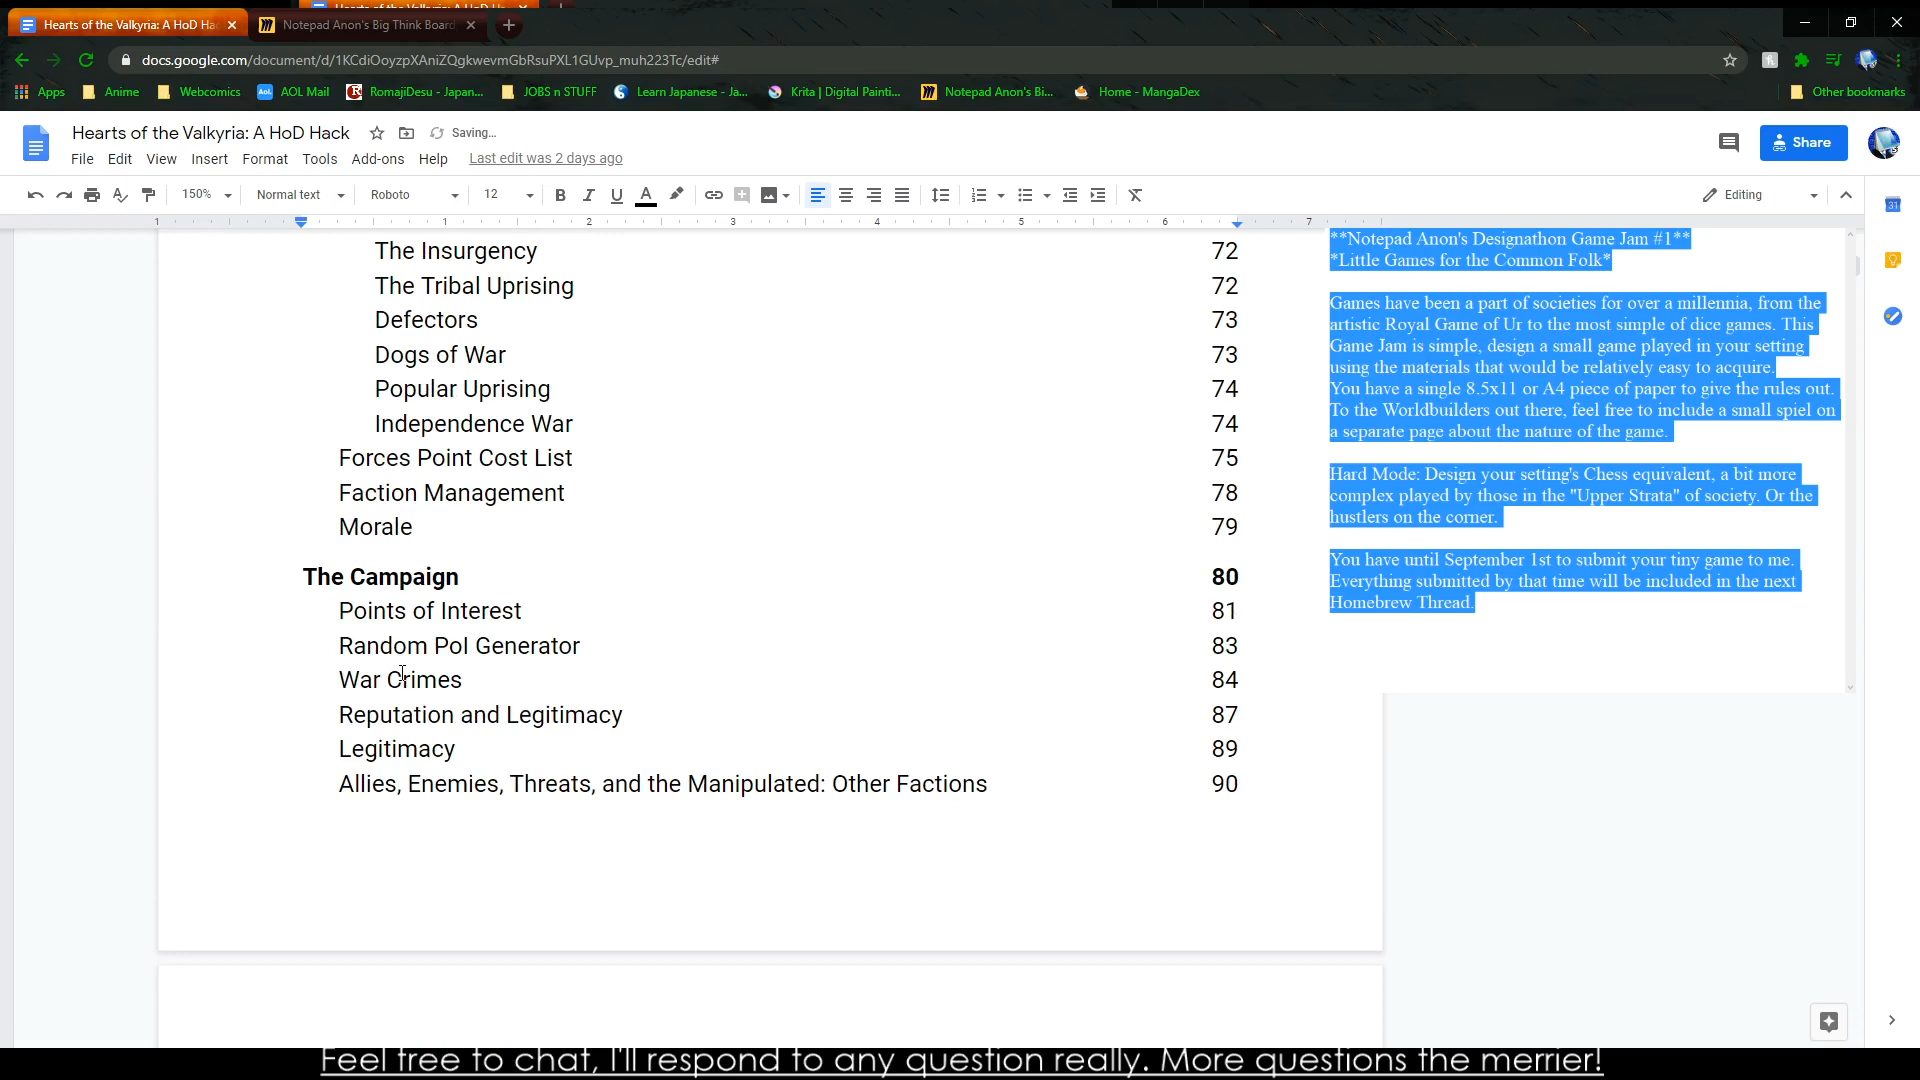 Hearts of the Valkyria: A HoD Ha
Notepad Anon's Big Think Board
docs.google.com/document/d/1KCdiOoyzpXAniZQgkwevmGbRsuPXL1GUvp_muh223Tc/edit#
Apps
Anime
Webcomics
Aol.
AOL Mail
RomajiDesu - Japan...
JOBS n STUFF
Learn Japanese - Ja...
Krita | Digital Painti...
Notepad Anon's Bi...
Home - MangaDex
Other bookmarks
Hearts of the Valkyria: A HoD Hack
Saving...
Share
File Edit View Insert Format Tools Add-ons Help Last edit was 2 days ago
150% Normal text Roboto 12 B I U A
Editing
31
1 1 2 3 4 5 6 7
The Insurgency 72
The Tribal Uprising 72
Defectors 73
Dogs of War 73
Popular Uprising 74
Independence War 74
Forces Point Cost List 75
Faction Management 78
Morale 79
The Campaign 80
Points of Interest 81
Random PoI Generator 83
War Crimes 84
Reputation and Legitimacy 87
Legitimacy 89
Allies, Enemies, Threats, and the Manipulated: Other Factions 90
**Notepad Anon's Designathon Game Jam #1**
*Little Games for the Common Folk*
Games have been a part of societies for over a millennia, from the
artistic Royal Game of Ur to the most simple of dice games. This
Game Jam is simple, design a small game played in your setting
using the materials that would be relatively easy to acquire.
You have a single 8.5x11 or A4 piece of paper to give the rules out.
To the Worldbuilders out there, feel free to include a small spiel on
a separate page about the nature of the game.
Hard Mode: Design your setting's Chess equivalent, a bit more
complex played by those in the "Upper Strata" of society. Or the
hustlers on the corner.
You have until September 1st to submit your tiny game to me.
Everything submitted by that time will be included in the next
Homebrew Thread.
Feel free to chat, I'll respond to any question really. More questions the merrier!